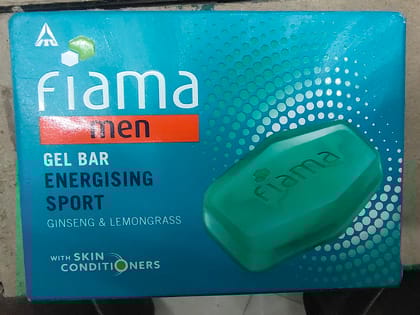 fiama
men
GEL BAR
ENERGISING
SPORT
GINSENG & LEMONGRASS
WITH SKIN
CONDITIONERS
fiama